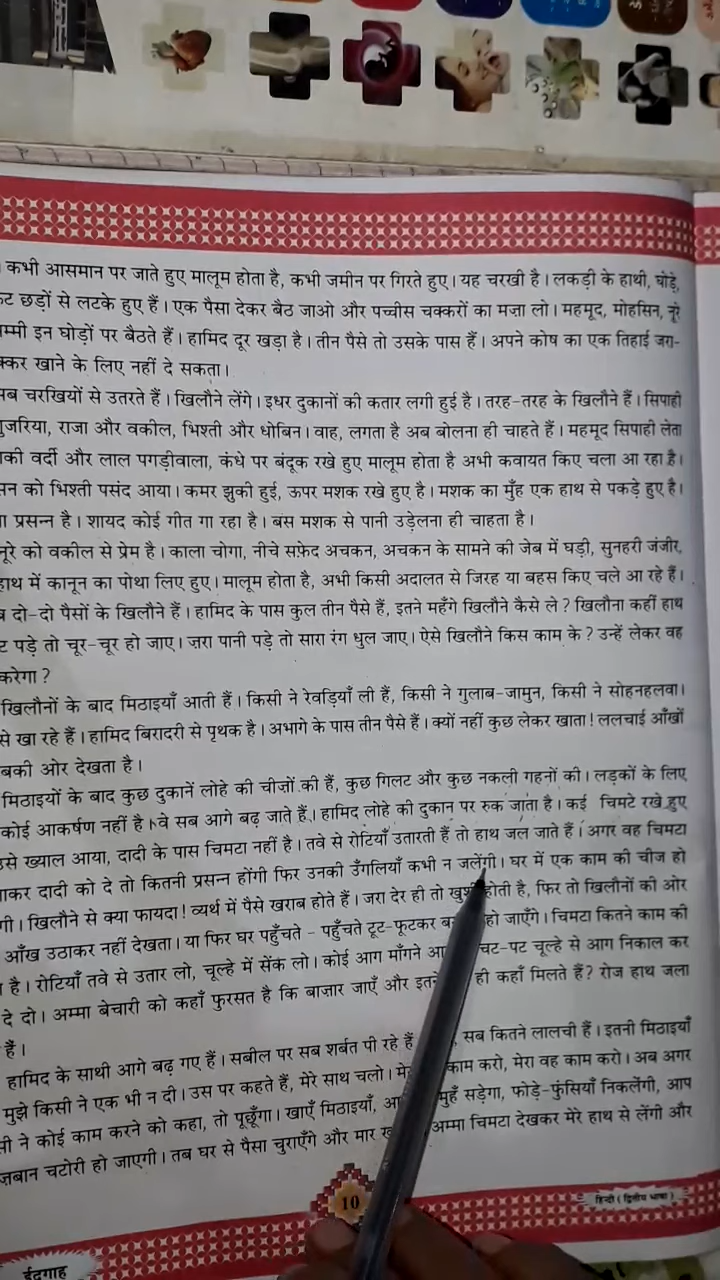 कभी आसमान पर जाते हुए मालूम होता है, कभी जमीन पर गिरते हुए। यह चरखी है। लकड़ी के हाथी, घोड़े,
छड़ों से लटके हुए हैं। एक पैसा देकर बैठ जाओ और पच्चीस चक्करों का मज़ा लो। महमूद, मोहसिन, नूरे
म्मी इन घोड़ों पर बैठते हैं। हामिद दूर खड़ा है। तीन पैसे तो उसके पास हैं। अपने कोष का एक तिहाई जरा-
क्कर खाने के लिए नहीं दे सकता।
चरखियों से उतरते हैं। खिलौने लेंगे। इधर दुकानों की कतार लगी हुई है। तरह-तरह के खिलौने हैं। सिपाही
गुजरिया, राजा और वकील, भिश्ती और धोबिन। वाह, लगता है अब बोलना ही चाहते हैं। महमूद सिपाही लेता
की वर्दी और लाल पगड़ीवाला, कंधे पर बंदूक रखे हुए मालूम होता है अभी कवायत किए चला आ रहा है।
सन को भिश्ती पसंद आया। कमर झुकी हुई, ऊपर मशक रखे हुए है। मशक का मुँह एक हाथ से पकड़े हुए है।
प्रसन्न है। शायद कोई गीत गा रहा है। बस मशक से पानी उड़ेलना ही चाहता है।
नूरे को वकील से प्रेम है। काला चोगा, नीचे सफ़ेद अचकन, अचकन के सामने की जेब में घड़ी, सुनहरी जंजीर,
हाथ में कानून का पोथा लिए हुए। मालूम होता है, अभी किसी अदालत से जिरह या बहस किए चले आ रहे हैं।
दो-दो पैसों के खिलौने हैं। हामिद के पास कुल तीन पैसे हैं, इतने महँगे खिलौने कैसे ले? खिलौना कहीं हाथ
पड़े तो चूर-चूर हो जाए। ज़रा पानी पड़े तो सारा रंग धुल जाए। ऐसे खिलौने किस काम के? उन्हें लेकर वह
करेगा?
खिलौनों के बाद मिठाइयाँ आती हैं। किसी ने रेवड़ियाँ ली हैं, किसी ने गुलाब-जामुन, किसी ने सोहनहलवा।
से खा रहे हैं। हामिद बिरादरी से पृथक है। अभागे के पास तीन पैसे हैं। क्यों नहीं कुछ लेकर खाता! ललचाई आँखों
बकी ओर देखता है।
मिठाइयों के बाद कुछ दुकानें लोहे की चीज़ों की हैं, कुछ गिलट और कुछ नकली गहनों की। लड़कों के लिए
कोई आकर्षण नहीं है। वे सब आगे बढ़ जाते हैं। हामिद लोहे की दुकान पर रुक जाता है। कई चिमटे रखे हुए
उसे ख्याल आया, दादी के पास चिमटा नहीं है। तवे से रोटियाँ उतारती हैं तो हाथ जल जाते हैं। अगर वह चिमटा
जाकर दादी को दे तो कितनी प्रसन्न होंगी फिर उनकी उँगलियाँ कभी न जलेंगी। घर में एक काम की चीज हो
गी। खिलौने से क्या फायदा! व्यर्थ में पैसे खराब होते हैं। जरा देर ही तो खुशी होती है, फिर तो खिलौनों की ओर
आँख उठाकर नहीं देखता। या फिर घर पहुँचते - पहुँचते टूट-फूटकर हो जाएँगे। चिमटा कितने काम की
है। रोटियाँ तवे से उतार लो, चूल्हे में सेंक लो। कोई आग माँगने चट-पट चूल्हे से आग निकाल कर
दे दो। अम्मा बेचारी को कहाँ फुरसत है कि बाज़ार जाएँ और ही कहाँ मिलते हैं? रोज हाथ जला
हैं।
हामिद के साथी आगे बढ़ गए हैं। सबील पर सब शर्बत पी रहे हैं सब कितने लालची हैं। इतनी मिठाइयाँ
मुझे किसी ने एक भी न दी। उस पर कहते हैं, मेरे साथ चलो। काम करो, मेरा वह काम करो। अब अगर
सी ने कोई काम करने को कहा, तो पूछूँगा। खाएँ मिठाइयाँ, मुहँ सड़ेगा, फोड़े-फुंसियाँ निकलेंगी, आप
ज़बान चटोरी हो जाएगी। तब घर से पैसा चुराएँगे और मार अम्मा चिमटा देखकर मेरे हाथ से लेंगी और
10
हिन्दी (द्वितीय भाषा)
ईदगाह